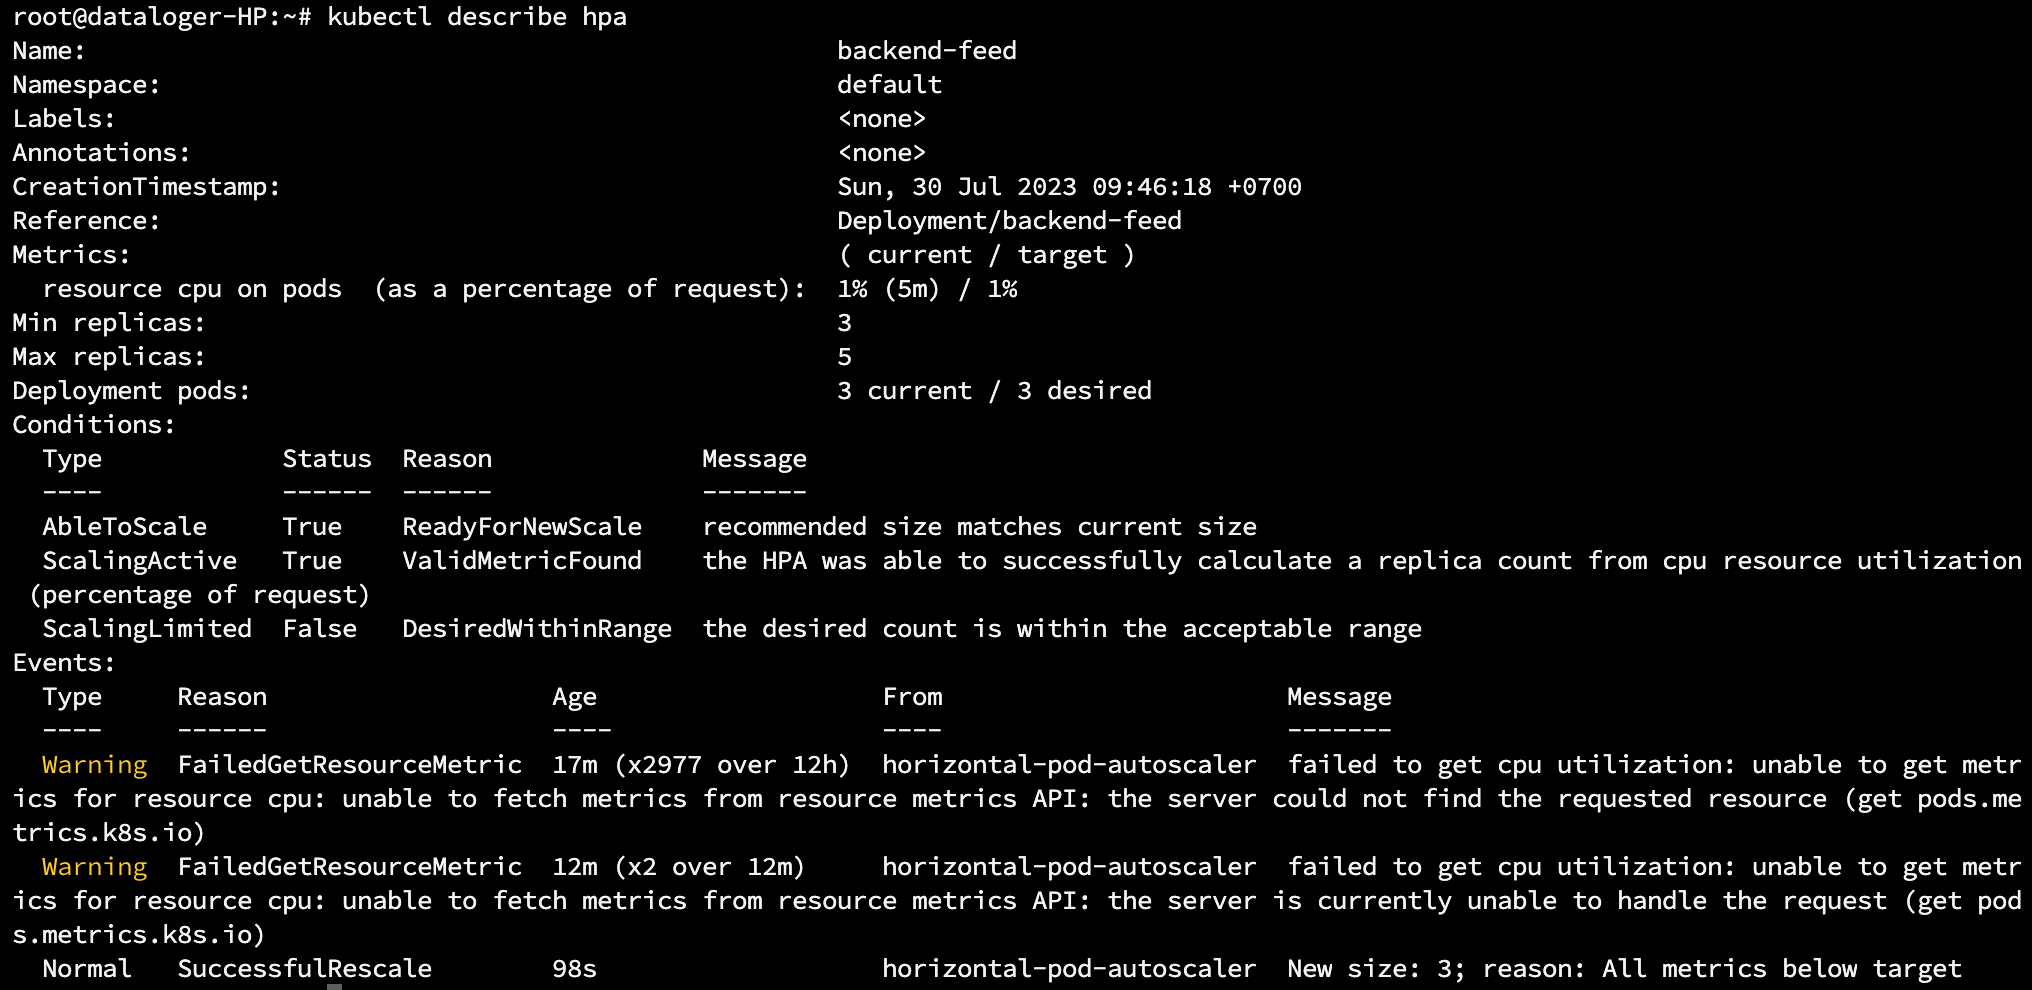 root@dataloger-HP:~# kubectl describe hpa
Name:                                                  backend-feed
Namespace:                                             default
Labels:                                                <none>
Annotations:                                           <none>
CreationTimestamp:                                     Sun, 30 Jul 2023 09:46:18 +0700
Reference:                                             Deployment/backend-feed
Metrics:                                               ( current / target )
  resource cpu on pods  (as a percentage of request):  1% (5m) / 1%
Min replicas:                                          3
Max replicas:                                          5
Deployment pods:                                       3 current / 3 desired
Conditions:
  Type            Status  Reason              Message
  ----            ------  ------              -------
  AbleToScale     True    ReadyForNewScale    recommended size matches current size
  ScalingActive   True    ValidMetricFound    the HPA was able to successfully calculate a replica count from cpu resource utilization
 (percentage of request)
  ScalingLimited  False   DesiredWithinRange  the desired count is within the acceptable range
Events:
  Type     Reason                   Age                   From                       Message
  ----     ------                   ----                  ----                       -------
  Warning  FailedGetResourceMetric  17m (x2977 over 12h)  horizontal-pod-autoscaler  failed to get cpu utilization: unable to get metr
ics for resource cpu: unable to fetch metrics from resource metrics API: the server could not find the requested resource (get pods.me
trics.k8s.io)
  Warning  FailedGetResourceMetric  12m (x2 over 12m)     horizontal-pod-autoscaler  failed to get cpu utilization: unable to get metr
ics for resource cpu: unable to fetch metrics from resource metrics API: the server is currently unable to handle the request (get pod
s.metrics.k8s.io)
  Normal   SuccessfulRescale        98s                   horizontal-pod-autoscaler  New size: 3; reason: All metrics below target